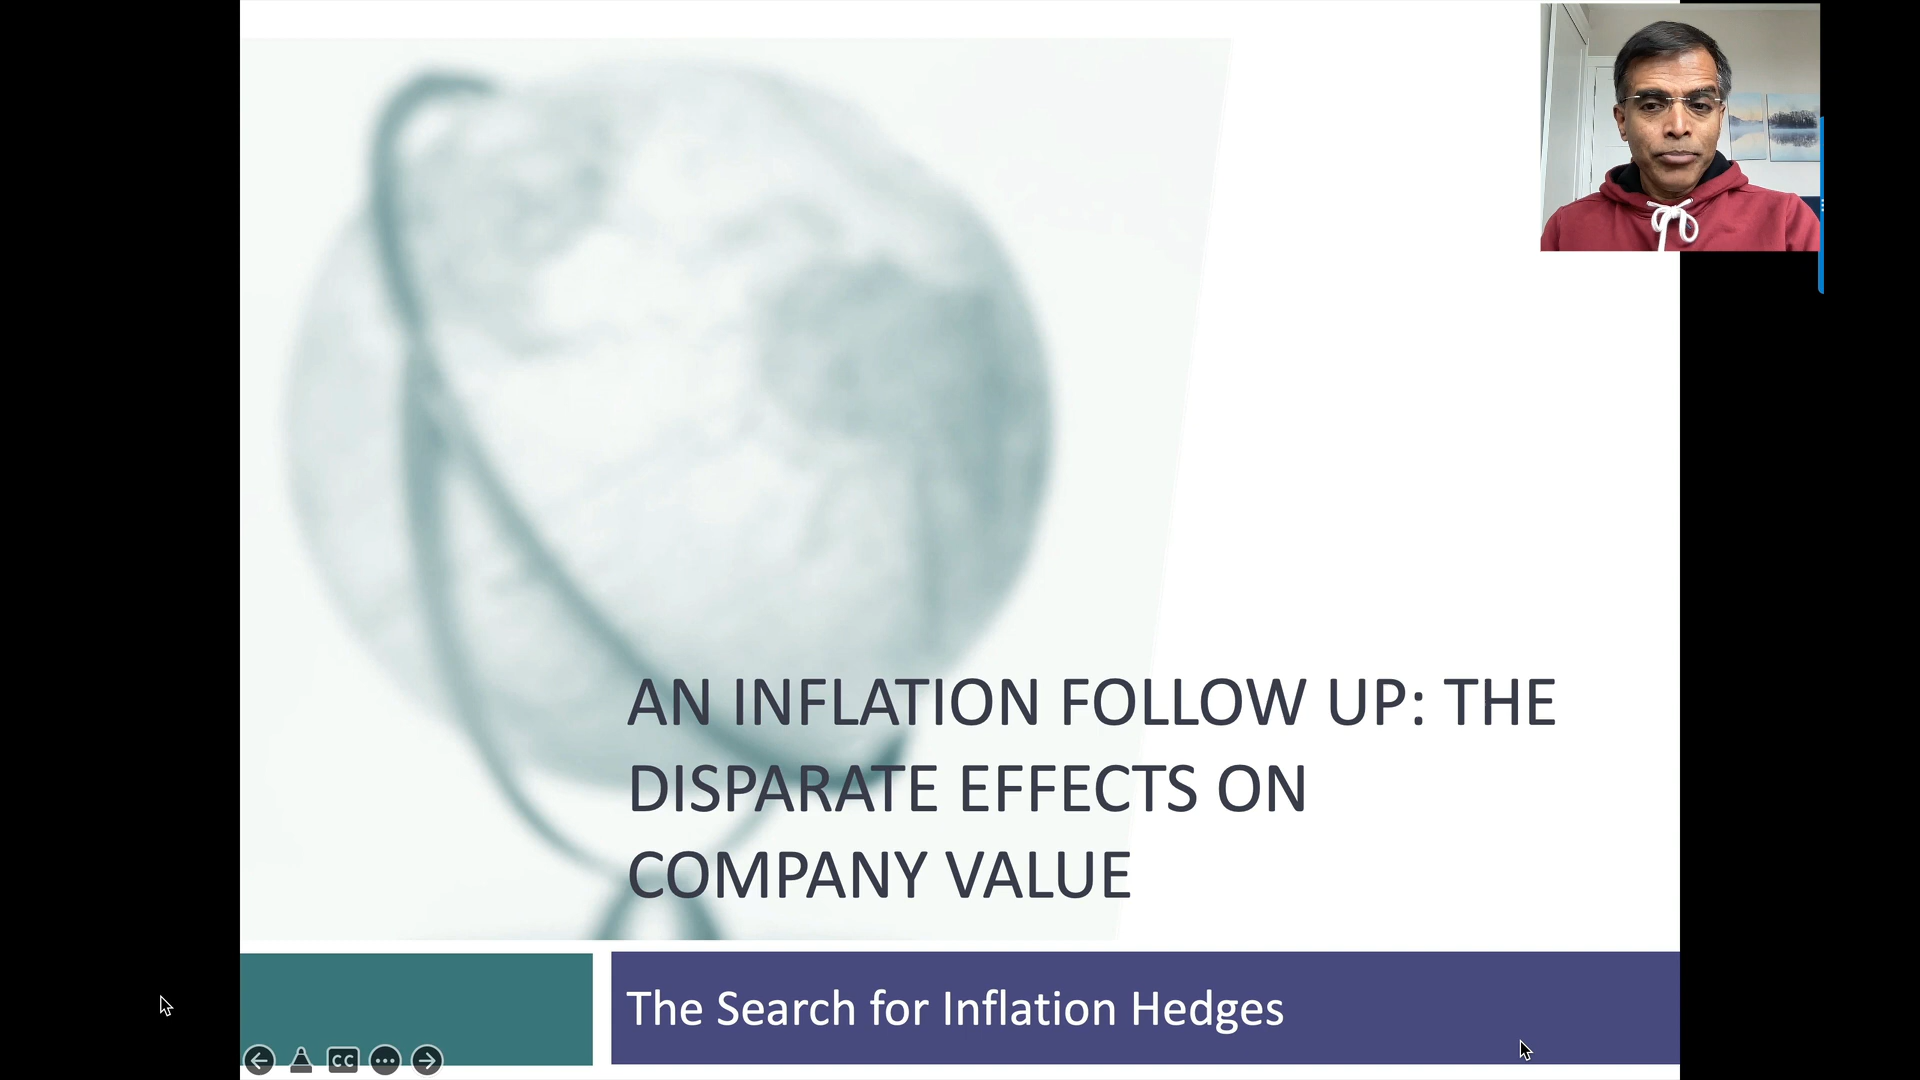 AN INFLATION FOLLOW UP: THE
DISPARATE EFFECTS ON
COMPANY VALUE
The Search for Inflation Hedges
CC